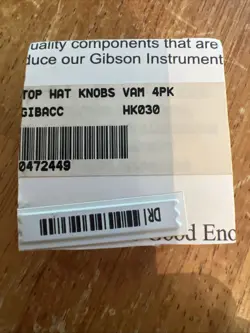 uality components that are
duce our Gibson Instrument
TOP HAT KNOBS VAM 4PK
GIBACC HK030
0472449
DR
Good End